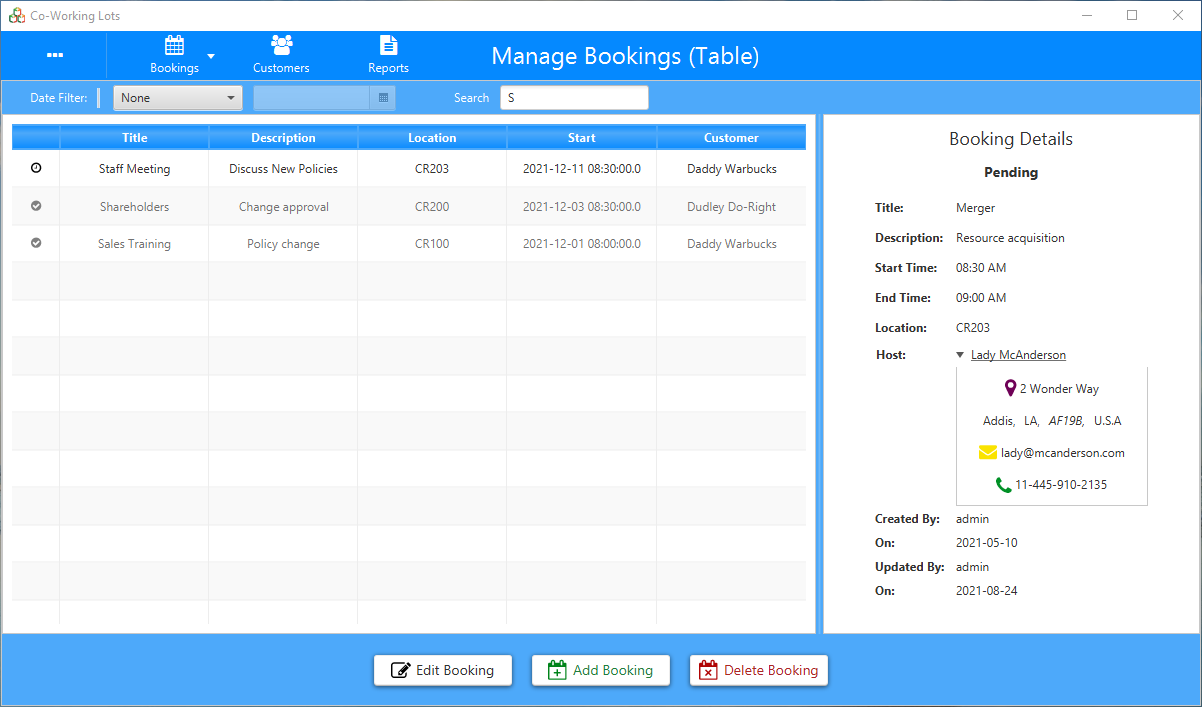 Co-Working Lots
Bookings Customers Reports Manage Bookings (Table)
Date Filter: None Search S
Title Description Location Start Customer
Staff Meeting Discuss New Policies CR203 2021-12-11 08:30:00.0 Daddy Warbucks
Shareholders Change approval CR200 2021-12-03 08:30:00.0 Dudley Do-Right
Sales Training Policy change CR100 2021-12-01 08:00:00.0 Daddy Warbucks
Booking Details
Pending
Title: Merger
Description: Resource acquisition
Start Time: 08:30 AM
End Time: 09:00 AM
Location: CR203
Host: Lady McAnderson
2 Wonder Way
Addis, LA, AF19B, U.S.A
lady@mcanderson.com
11-445-910-2135
Created By: admin
On: 2021-05-10
Updated By: admin
On: 2021-08-24
Edit Booking Add Booking Delete Booking